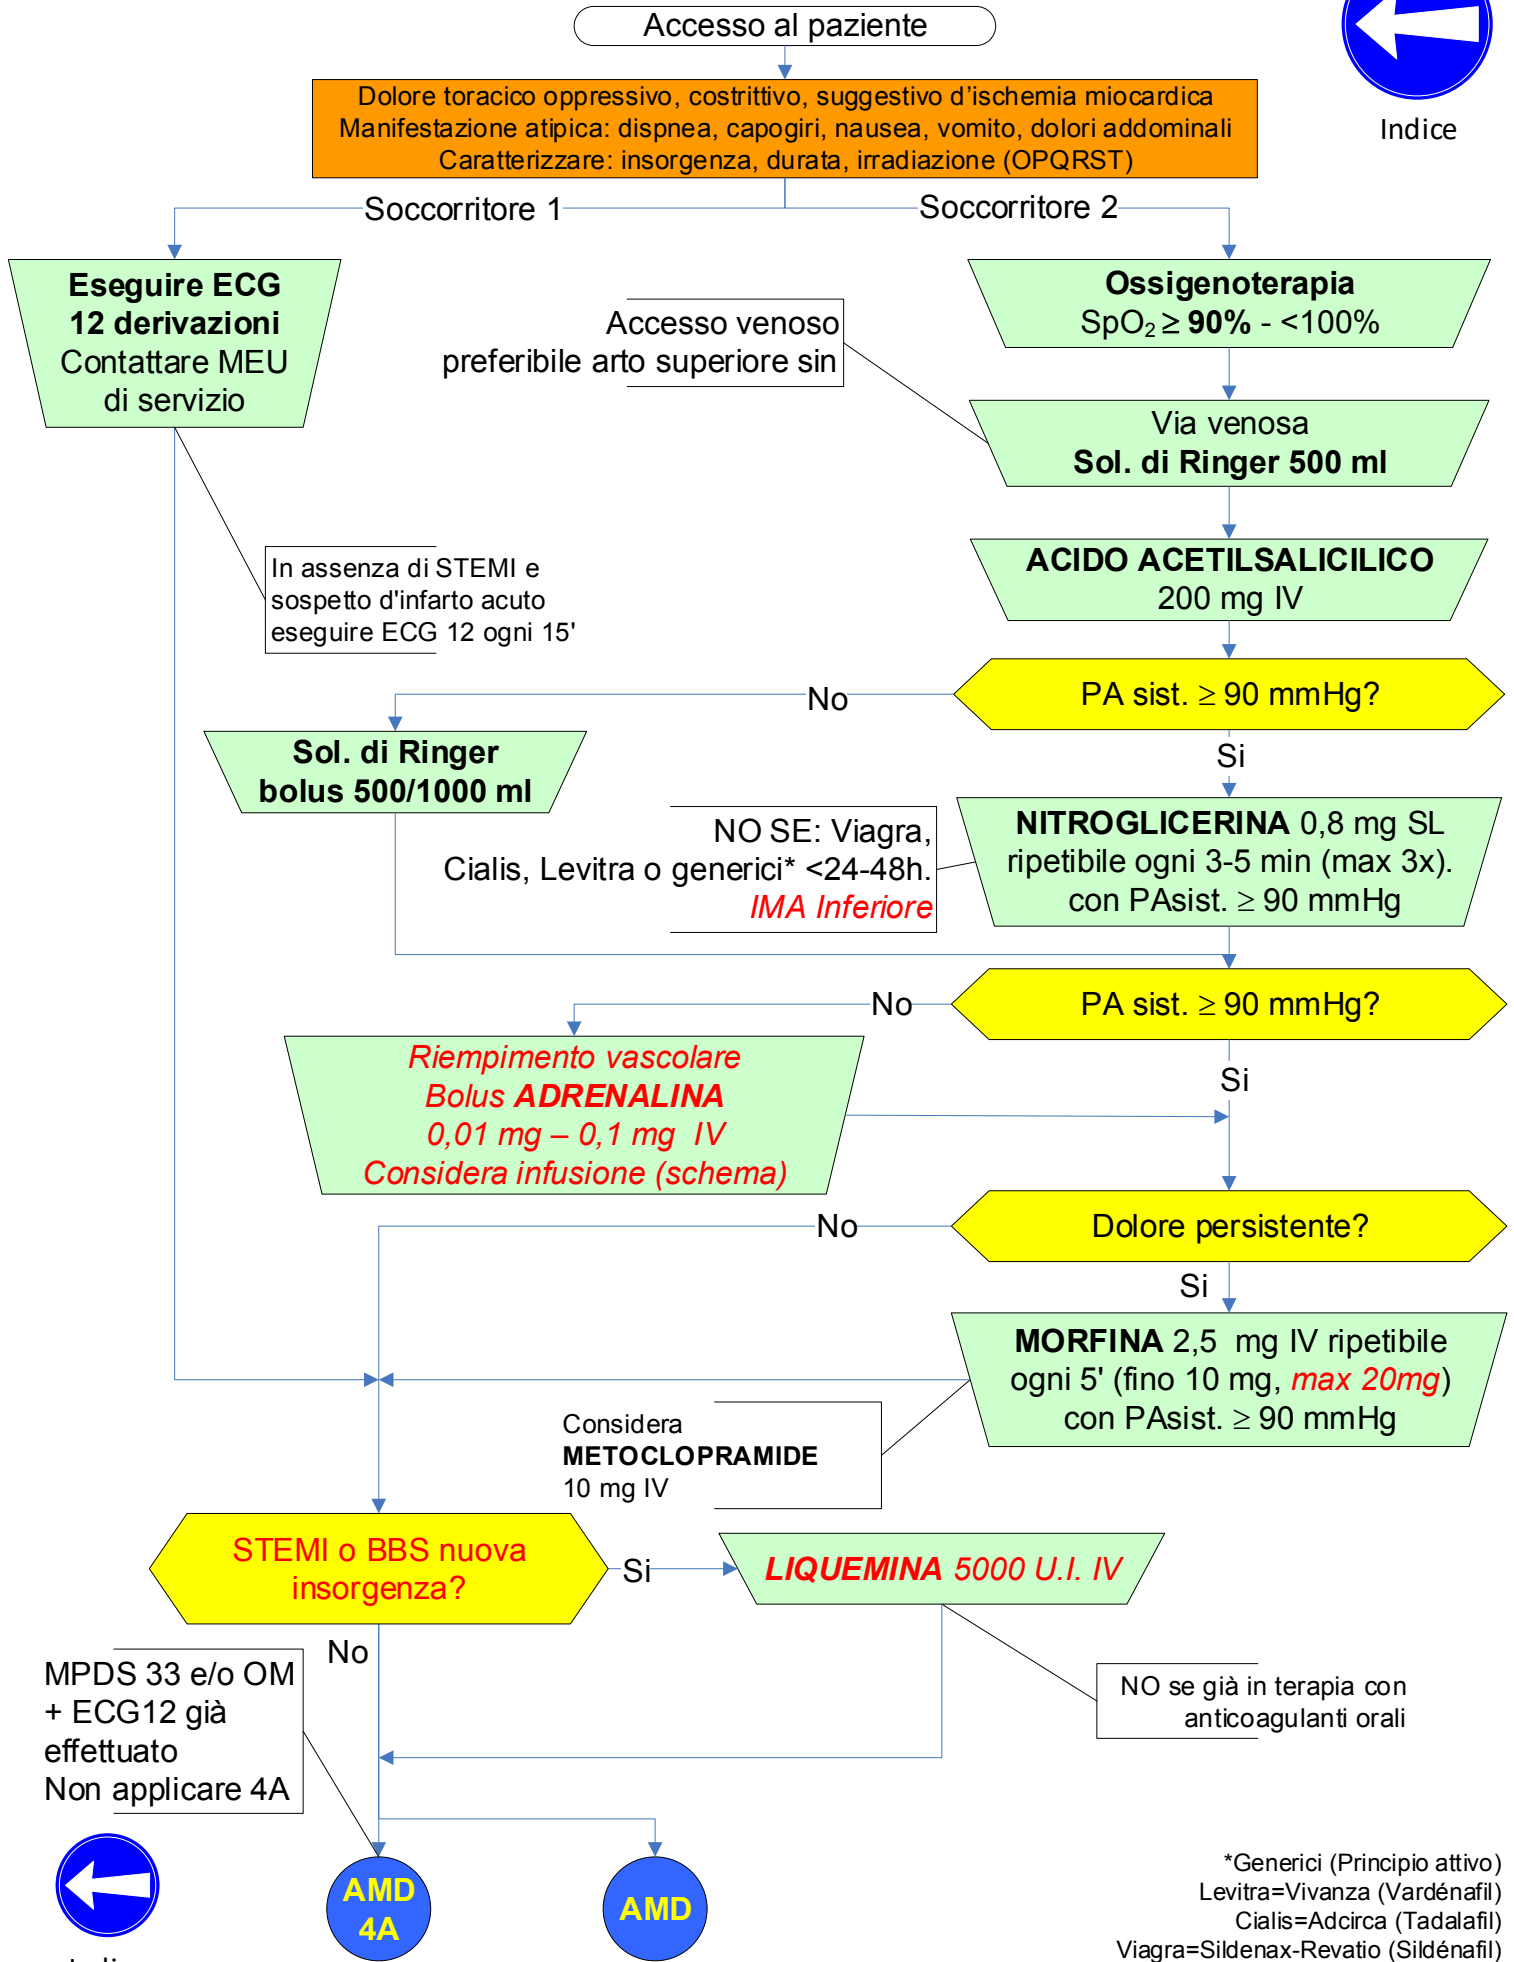 Accesso al paziente
Indice
Dolore toracico oppressivo, costrittivo, suggestivo d’ischemia miocardica
Manifestazione atipica: dispnea, capogiri, nausea, vomito, dolori addominali
Caratterizzare: insorgenza, durata, irradiazione (OPQRST)
Soccorritore 1
Soccorritore 2
Eseguire ECG
12 derivazioni
Contattare MEU
di servizio
Ossigenoterapia
SpO₂ ≥ 90% - <100%
Accesso venoso
preferibile arto superiore sin
Via venosa
Sol. di Ringer 500 ml
In assenza di STEMI e
sospetto d'infarto acuto
eseguire ECG 12 ogni 15'
ACIDO ACETILSALICILICO
200 mg IV
PA sist. ≥ 90 mmHg?
No
Si
Sol. di Ringer
bolus 500/1000 ml
NO SE: Viagra,
Cialis, Levitra o generici* <24-48h.
IMA Inferiore
NITROGLICERINA 0,8 mg SL
ripetibile ogni 3-5 min (max 3x).
con PAsist. ≥ 90 mmHg
PA sist. ≥ 90 mmHg?
No
Si
Riempimento vascolare
Bolus ADRENALINA
0,01 mg – 0,1 mg IV
Considera infusione (schema)
Dolore persistente?
No
Si
MORFINA 2,5 mg IV ripetibile
ogni 5' (fino 10 mg, max 20mg)
con PAsist. ≥ 90 mmHg
Considera
METOCLOPRAMIDE
10 mg IV
STEMI o BBS nuova
insorgenza?
Si
LIQUEMINA 5000 U.I. IV
No
MPDS 33 e/o OM
+ ECG12 già
effettuato
Non applicare 4A
NO se già in terapia con
anticoagulanti orali
AMD
4A
AMD
*Generici (Principio attivo)
Levitra=Vivanza (Vardénafil)
Cialis=Adcirca (Tadalafil)
Viagra=Sildenax-Revatio (Sildénafil)